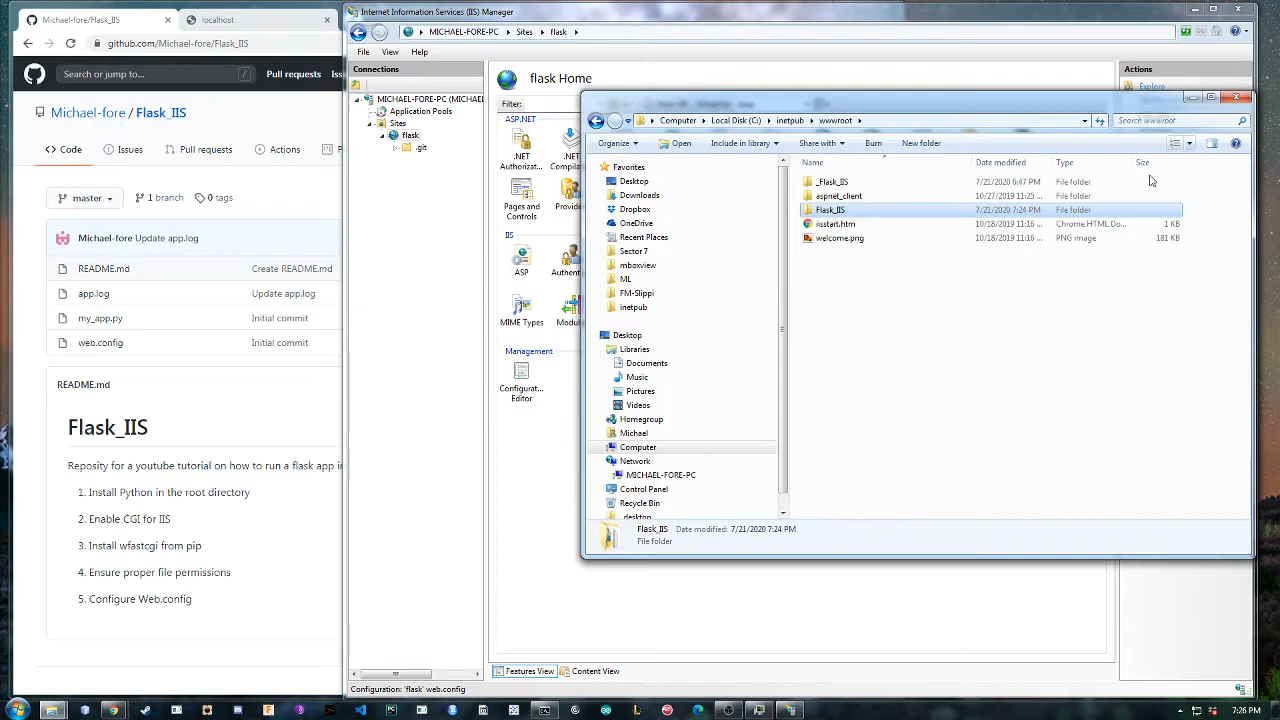 Michael-fore/Flask_IIS
localhost
github.com/Michael-fore/Flask_IIS
Search or jump to...
/
Pull requests
Michael-fore / Flask_IIS
Code
Issues
Pull requests
Actions
master
1 branch
0 tags
Michael-fore Update app.log
README.md
Create README.md
app.log
Update app.log
my_app.py
Initial commit
web.config
Initial commit
README.md
Flask_IIS
Reposity for a youtube tutorial on how to run a flask app
1. Install Python in the root directory
2. Enable CGI for IIS
3. Install wfastcgi from pip
4. Ensure proper file permissions
5. Configure Web.config
Internet Information Services (IIS) Manager
MICHAEL-FORE-PC
Sites
flask
File
View
Help
Connections
MICHAEL-FORE-PC (MICHAEL
Application Pools
Sites
flask
.git
flask Home
Filter:
ASP.NET
.NET
Authoriz...
.NET
Pages and
Controls
IIS
ASP
MIME Types
Management
Configurat...
Editor
Actions
Explore
Features View
Content View
Configuration: 'flask' web.config
Computer
Local Disk (C:)
inetpub
wwwroot
Search wwwroot
Organize
Open
Include in library
Share with
Burn
New folder
Favorites
Desktop
Downloads
Dropbox
OneDrive
Recent Places
Sector 7
mboxview
ML
FM-Slippi
inetpub
Desktop
Libraries
Documents
Music
Pictures
Videos
Homegroup
Michael
Computer
Network
MICHAEL-FORE-PC
Control Panel
Recycle Bin
Name
Date modified
Type
Size
_Flask_IIS
7/21/2020 6:47 PM
File folder
aspnet_client
10/27/2019 11:25 ...
File folder
Flask_IIS
7/21/2020 7:24 PM
File folder
iisstart.htm
10/18/2019 11:16 ...
Chrome HTML Do...
1 KB
welcome.png
10/18/2019 11:16 ...
PNG image
181 KB
Flask_IIS
Date modified: 7/21/2020 7:24 PM
File folder
7:26 PM